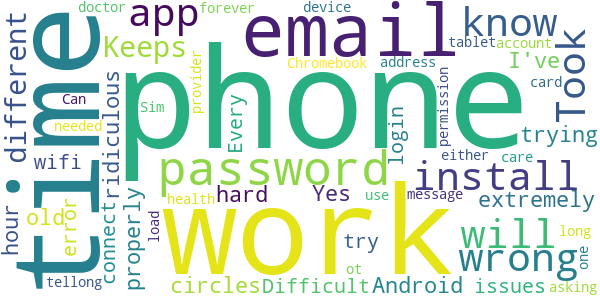 doctor
forever
device
app
email
know
Keeps
provider
Chromebook
address
tablet
account
time
different
phone
I've
Took
Can
needed
Sim
Every
card
permission
wifi
ridiculous
login
trying
password
either
care
install
hour
old
error
connect
properly
health
hard
Yes
use
message
extremely
work
load
try
will
wrong
long
one
tellong
circles
ot
Difficult
Android
issues
asking